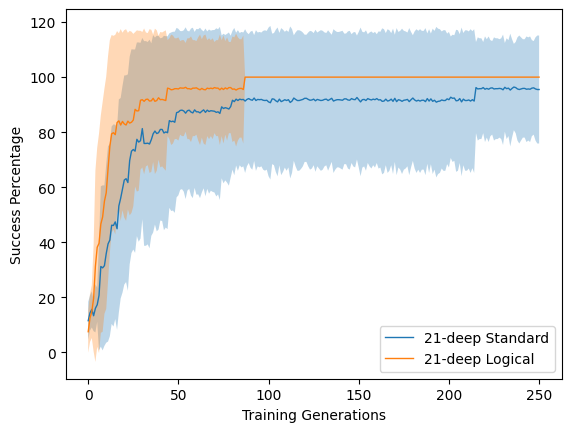 120
100
80
60
40
20
0
Success Percentage
0 50 100 150 200 250
Training Generations
21-deep Standard
21-deep Logical